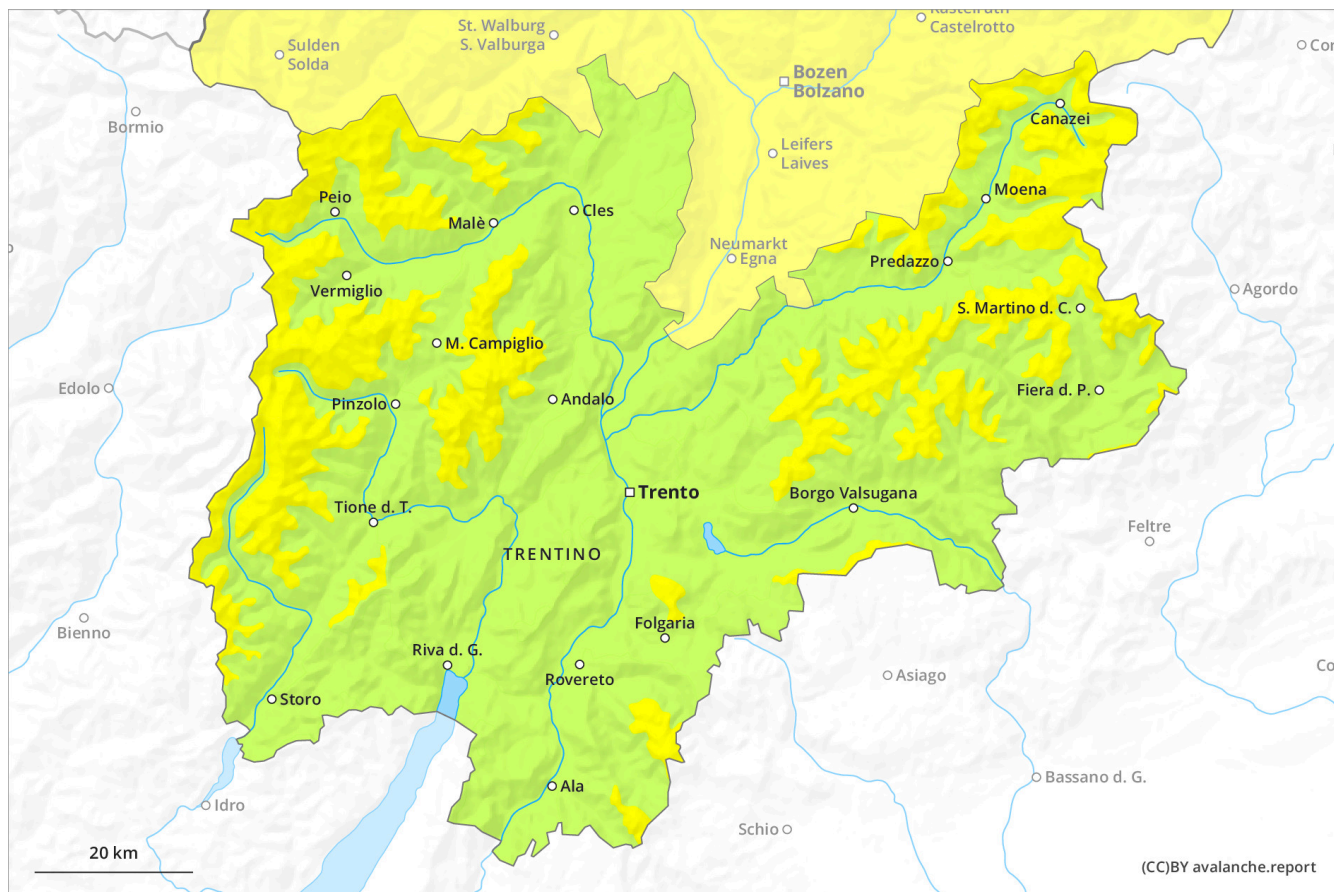 Kastelruth
Castelrotto
St. Walburg
S. Valburga
Sulden
Solda
Bozen
Bolzano
Bormio
Canazei
Leifers
Laives
Moena
Peio
Malè
Cles
Neumarkt
Egna
Predazzo
Vermiglio
Agordo
S. Martino d. C.
M. Campiglio
Edolo
Pinzolo
Andalo
Fiera d. P.
Trento
Borgo Valsugana
Tione d. T.
Feltre
TRENTINO
Bienno
Folgaria
Riva d. G.
Rovereto
Asiago
Storo
Ala
Bassano d. G.
Idro
Schio
20 km
(CC)BY avalanche.report